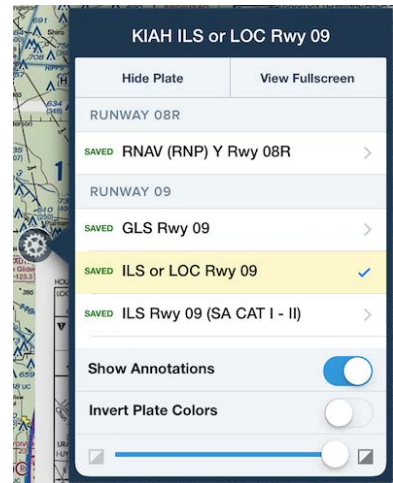 KIAH ILS or LOC Rwy 09
Hide Plate View Fullscreen
RUNWAY 08R
SAVED RNAV (RNP) Y Rwy 08R
RUNWAY 09
SAVED GLS Rwy 09
SAVED ILS or LOC Rwy 09
SAVED ILS Rwy 09 (SA CAT I - II)
Show Annotations
Invert Plate Colors